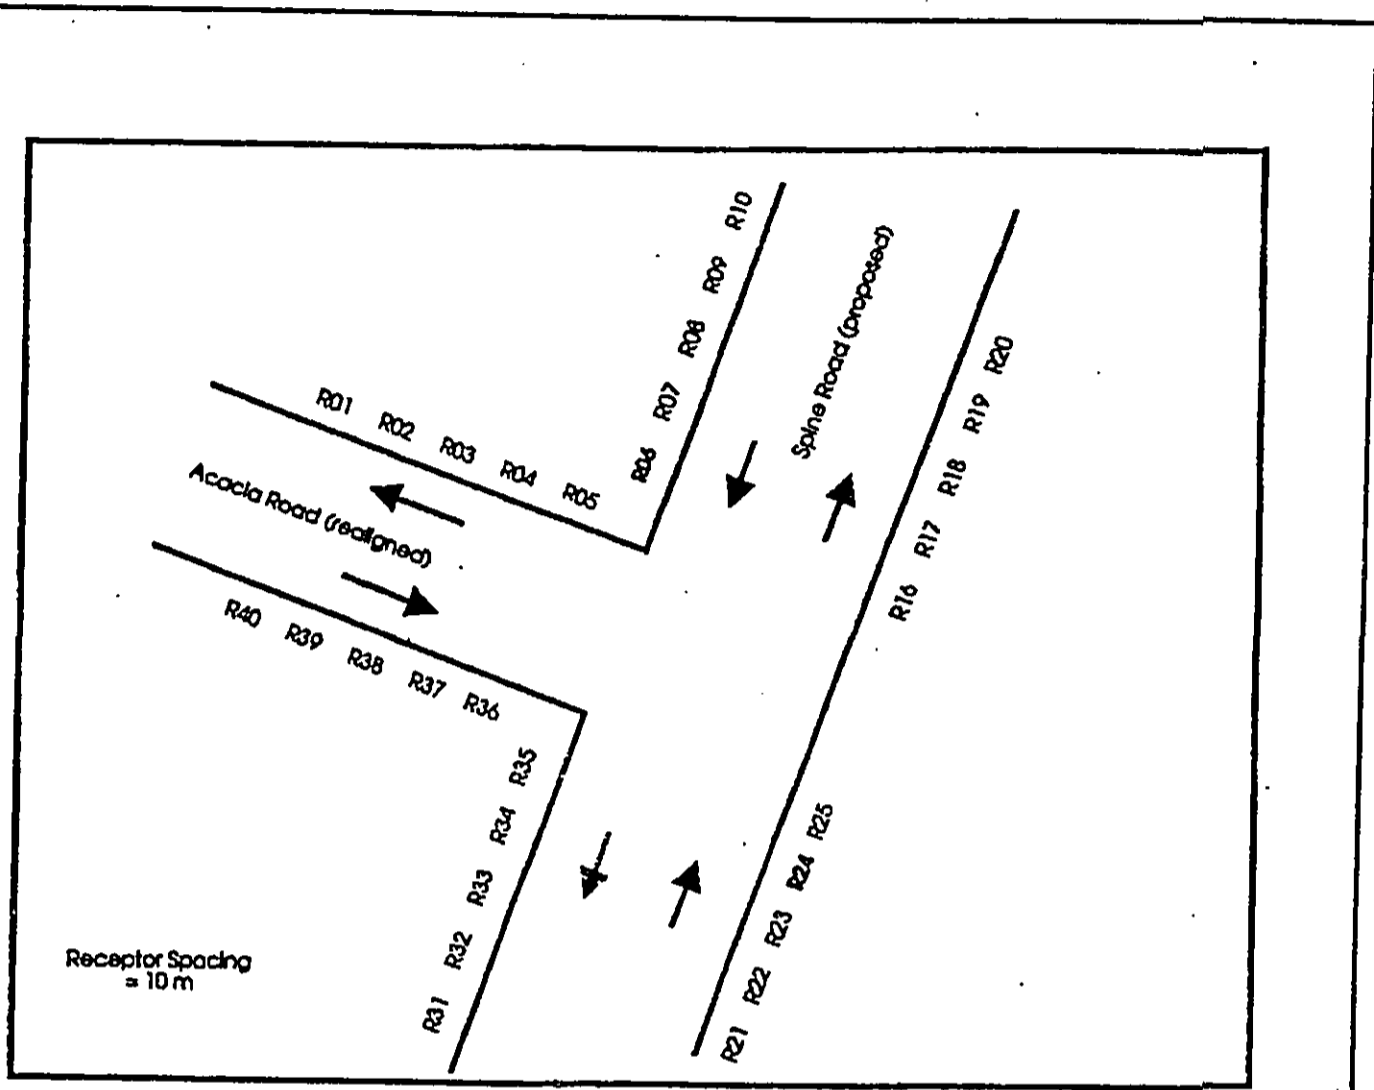 R10
R09
R08
R07
R06
Spine Road (proposed)
R20
R19
R18
R17
R16
R01
R02
R03
R04
R05
Acacia Road (realigned)
R40
R39
R38
R37
R36
R35
R34
R33
R32
R31
R25
R24
R23
R22
R21
Receptor Spacing
= 10 m